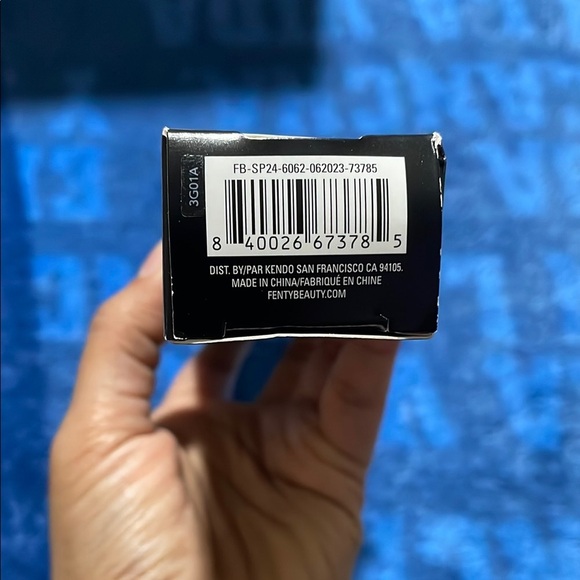 3G01A
FB-SP24-6062-062023-73785
8 40026 67378 5
DIST. BY/PAR KENDO SAN FRANCISCO CA 94105.
MADE IN CHINA/FABRIQUÉ EN CHINE
FENTYBEAUTY.COM